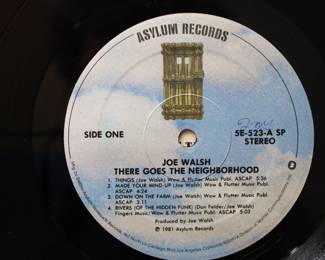 ASYLUM RECORDS
SIDE ONE
5E-523-A SP
STEREO
JOE WALSH
THERE GOES THE NEIGHBORHOOD
1. THINGS (Joe Walsh) Wow & Flutter Music Publ. ASCAP 5:36
2. MADE YOUR MIND UP (Joe Walsh) Wow & Flutter Music Publ.
ASCAP 4:24
3. DOWN ON THE FARM (Joe Walsh) Wow & Flutter Music Publ.
ASCAP 3:11
4. RIVERS (OF THE HIDDEN FUNK) (Don Felder/Joe Walsh)
Fingers Music/Wow & Flutter Music Publ. ASCAP 5:03
Produced by Joe Walsh
℗ 1981 Asylum Records